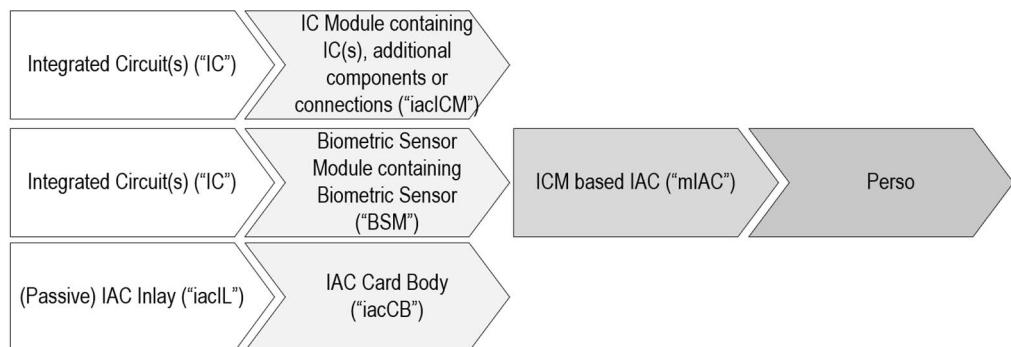 Integrated Circuit(s) (“IC”)
IC Module containing
IC(s), additional
components or
connections (“iacICM”)
Integrated Circuit(s) (“IC”)
Biometric Sensor
Module containing
Biometric Sensor
(“BSM”)
ICM based IAC (“mIAC”)
Perso
(Passive) IAC Inlay (“iacIL”)
IAC Card Body
(“iacCB”)